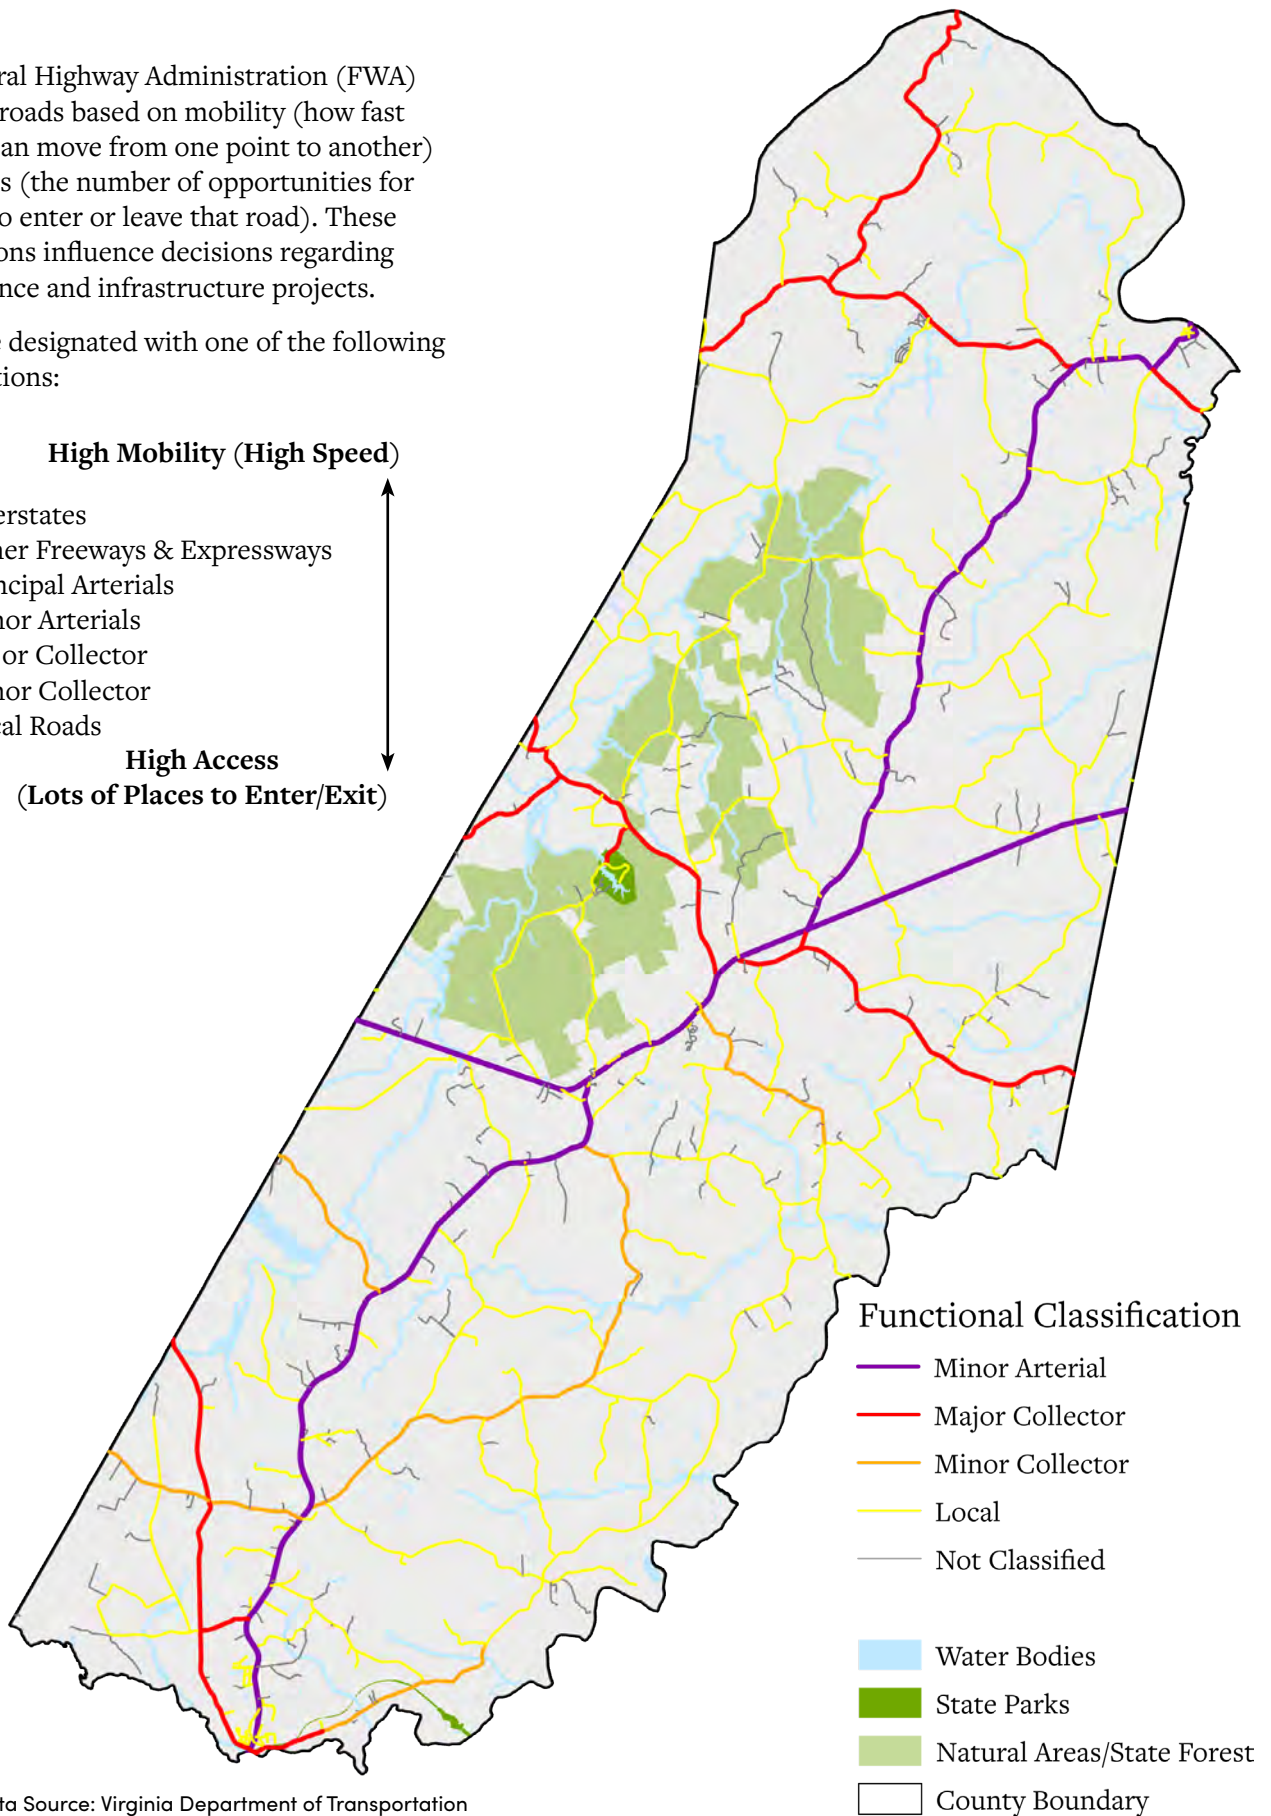 ral Highway Administration (FWA)
roads based on mobility (how fast
an move from one point to another)
s (the number of opportunities for
o enter or leave that road). These
ons influence decisions regarding
nce and infrastructure projects.
e designated with one of the following
tions:
High Mobility (High Speed)
erstates
her Freeways & Expressways
ncipal Arterials
nor Arterials
or Collector
nor Collector
cal Roads
High Access
(Lots of Places to Enter/Exit)
Functional Classification
Minor Arterial
Major Collector
Minor Collector
Local
Not Classified
Water Bodies
State Parks
Natural Areas/State Forest
County Boundary
ta Source: Virginia Department of Transportation